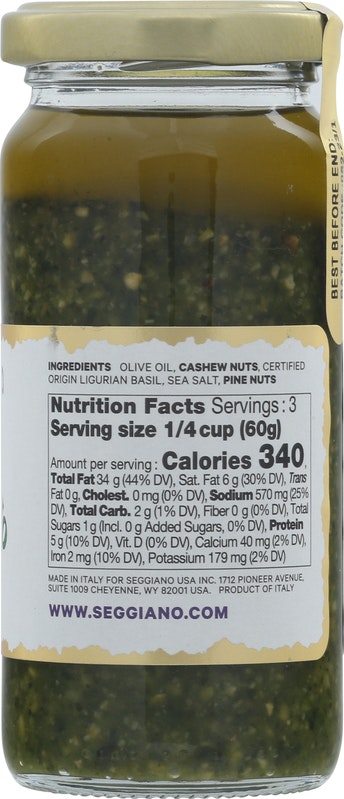 BEST BEFORE END:
INGREDIENTS OLIVE OIL, CASHEW NUTS, CERTIFIED
ORIGIN LIGURIAN BASIL, SEA SALT, PINE NUTS
Nutrition Facts Servings: 3
Serving size 1/4 cup (60g)
Amount per serving: Calories 340,
Total Fat 34 g (44% DV), Sat. Fat 6 g (30% DV), Trans
Fat 0 g, Cholest. 0 mg (0% DV), Sodium 570 mg (25%
DV), Total Carb. 2 g (1% DV), Fiber 0 g (0% DV), Total
Sugars 1 g (Incl. 0 g Added Sugars, 0% DV), Protein
5 g (10% DV), Vit. D (0% DV), Calcium 40 mg (2% DV),
Iron 2 mg (10% DV), Potassium 179 mg (2% DV)
MADE IN ITALY FOR SEGGIANO USA INC. 1712 PIONEER AVENUE,
SUITE 1009 CHEYENNE, WY 82001 USA. PRODUCT OF ITALY
WWW.SEGGIANO.COM